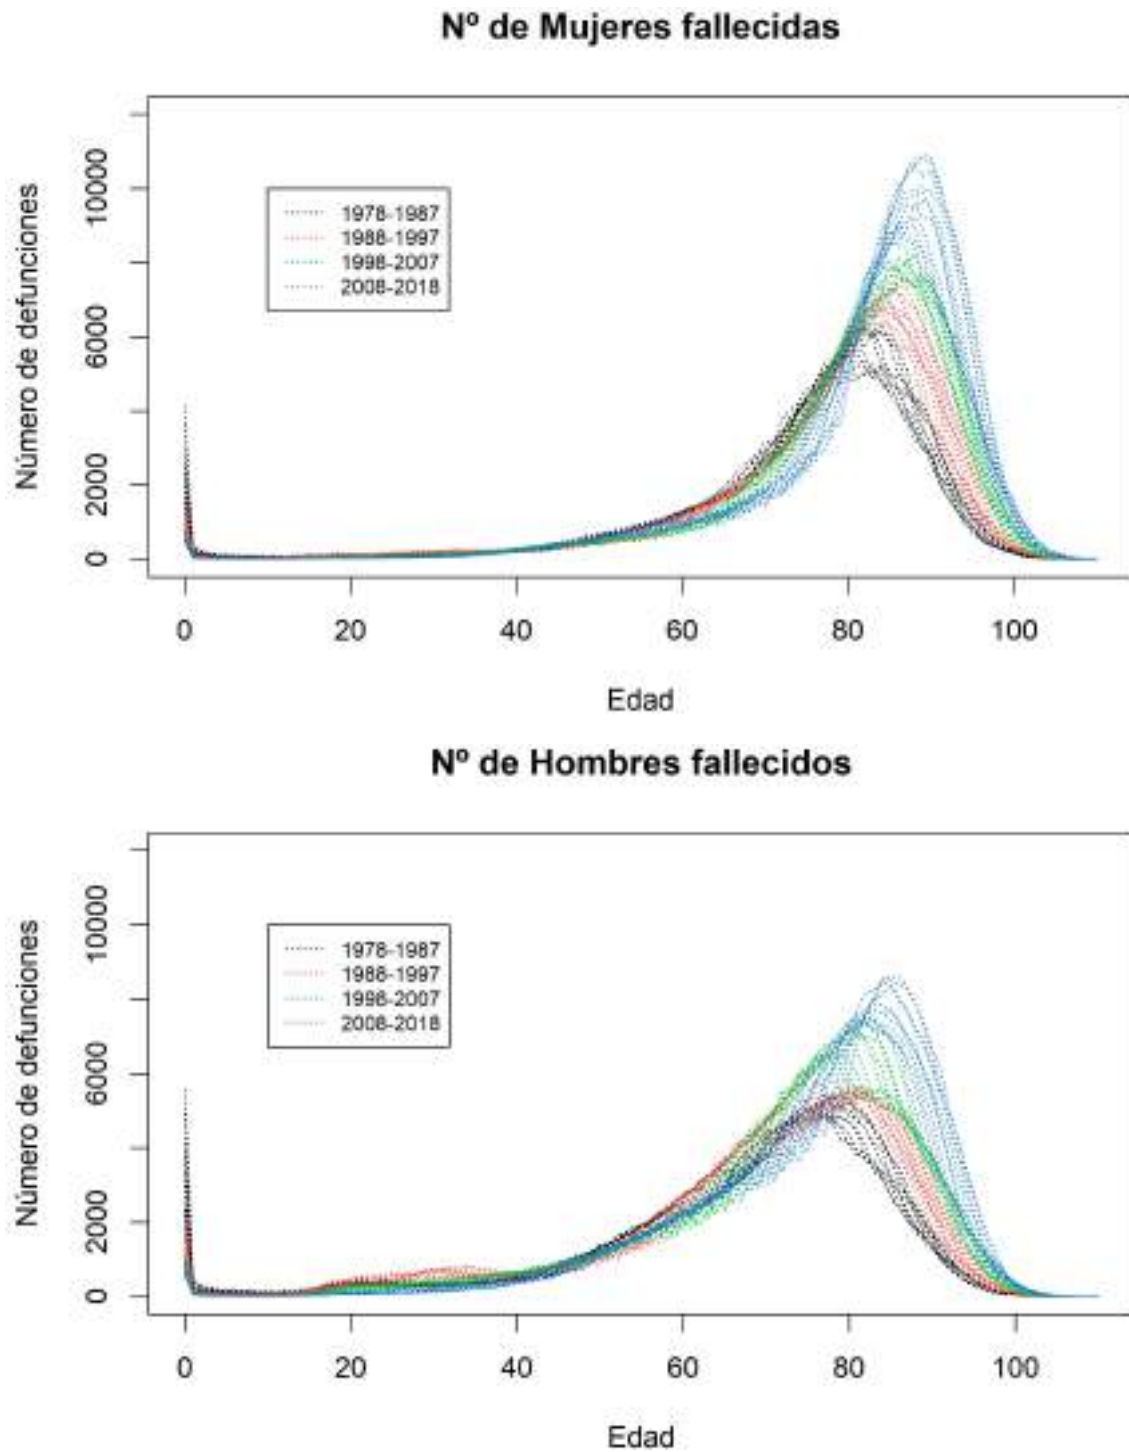 Nº de Mujeres fallecidas
Número de defunciones
10000
6000
2000
0
1978-1987
1988-1997
1998-2007
2008-2018
0 20 40 60 80 100
Edad
Nº de Hombres fallecidos
Número de defunciones
10000
6000
2000
0
1978-1987
1988-1997
1998-2007
2008-2018
0 20 40 60 80 100
Edad